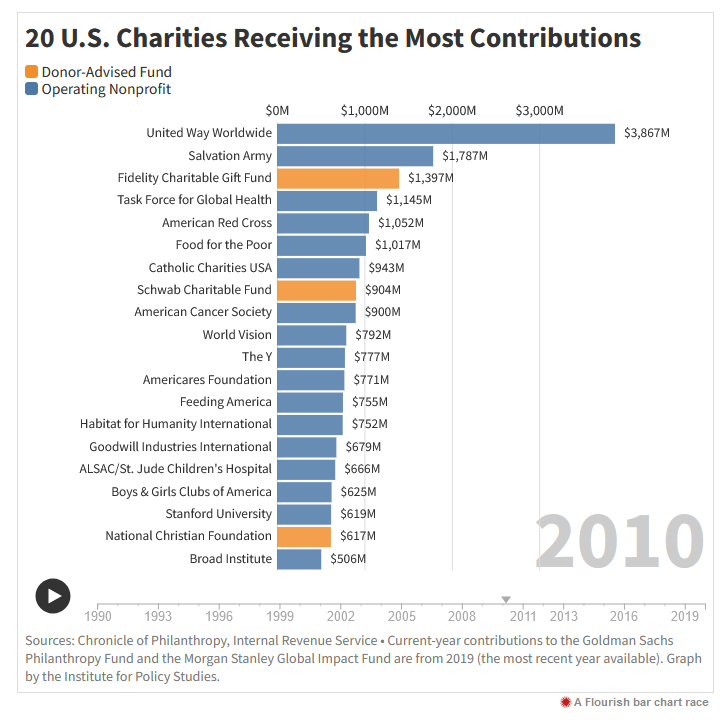 20 U.S. Charities Receiving the Most Contributions
Donor-Advised Fund
Operating Nonprofit
$0M $1,000M $2,000M $3,000M
United Way Worldwide $3,867M
Salvation Army $1,787M
Fidelity Charitable Gift Fund $1,397M
Task Force for Global Health $1,145M
American Red Cross $1,052M
Food for the Poor $1,017M
Catholic Charities USA $943M
Schwab Charitable Fund $904M
American Cancer Society $900M
World Vision $792M
The Y $777M
Americares Foundation $771M
Feeding America $755M
Habitat for Humanity International $752M
Goodwill Industries International $679M
ALSAC/St. Jude Children's Hospital $666M
Boys & Girls Clubs of America $625M
Stanford University $619M
National Christian Foundation $617M
Broad Institute $506M
2010
1990 1993 1996 1999 2002 2005 2008 2011 2013 2016 2019
Sources: Chronicle of Philanthropy, Internal Revenue Service • Current-year contributions to the Goldman Sachs
Philanthropy Fund and the Morgan Stanley Global Impact Fund are from 2019 (the most recent year available). Graph
by the Institute for Policy Studies.
A Flourish bar chart race